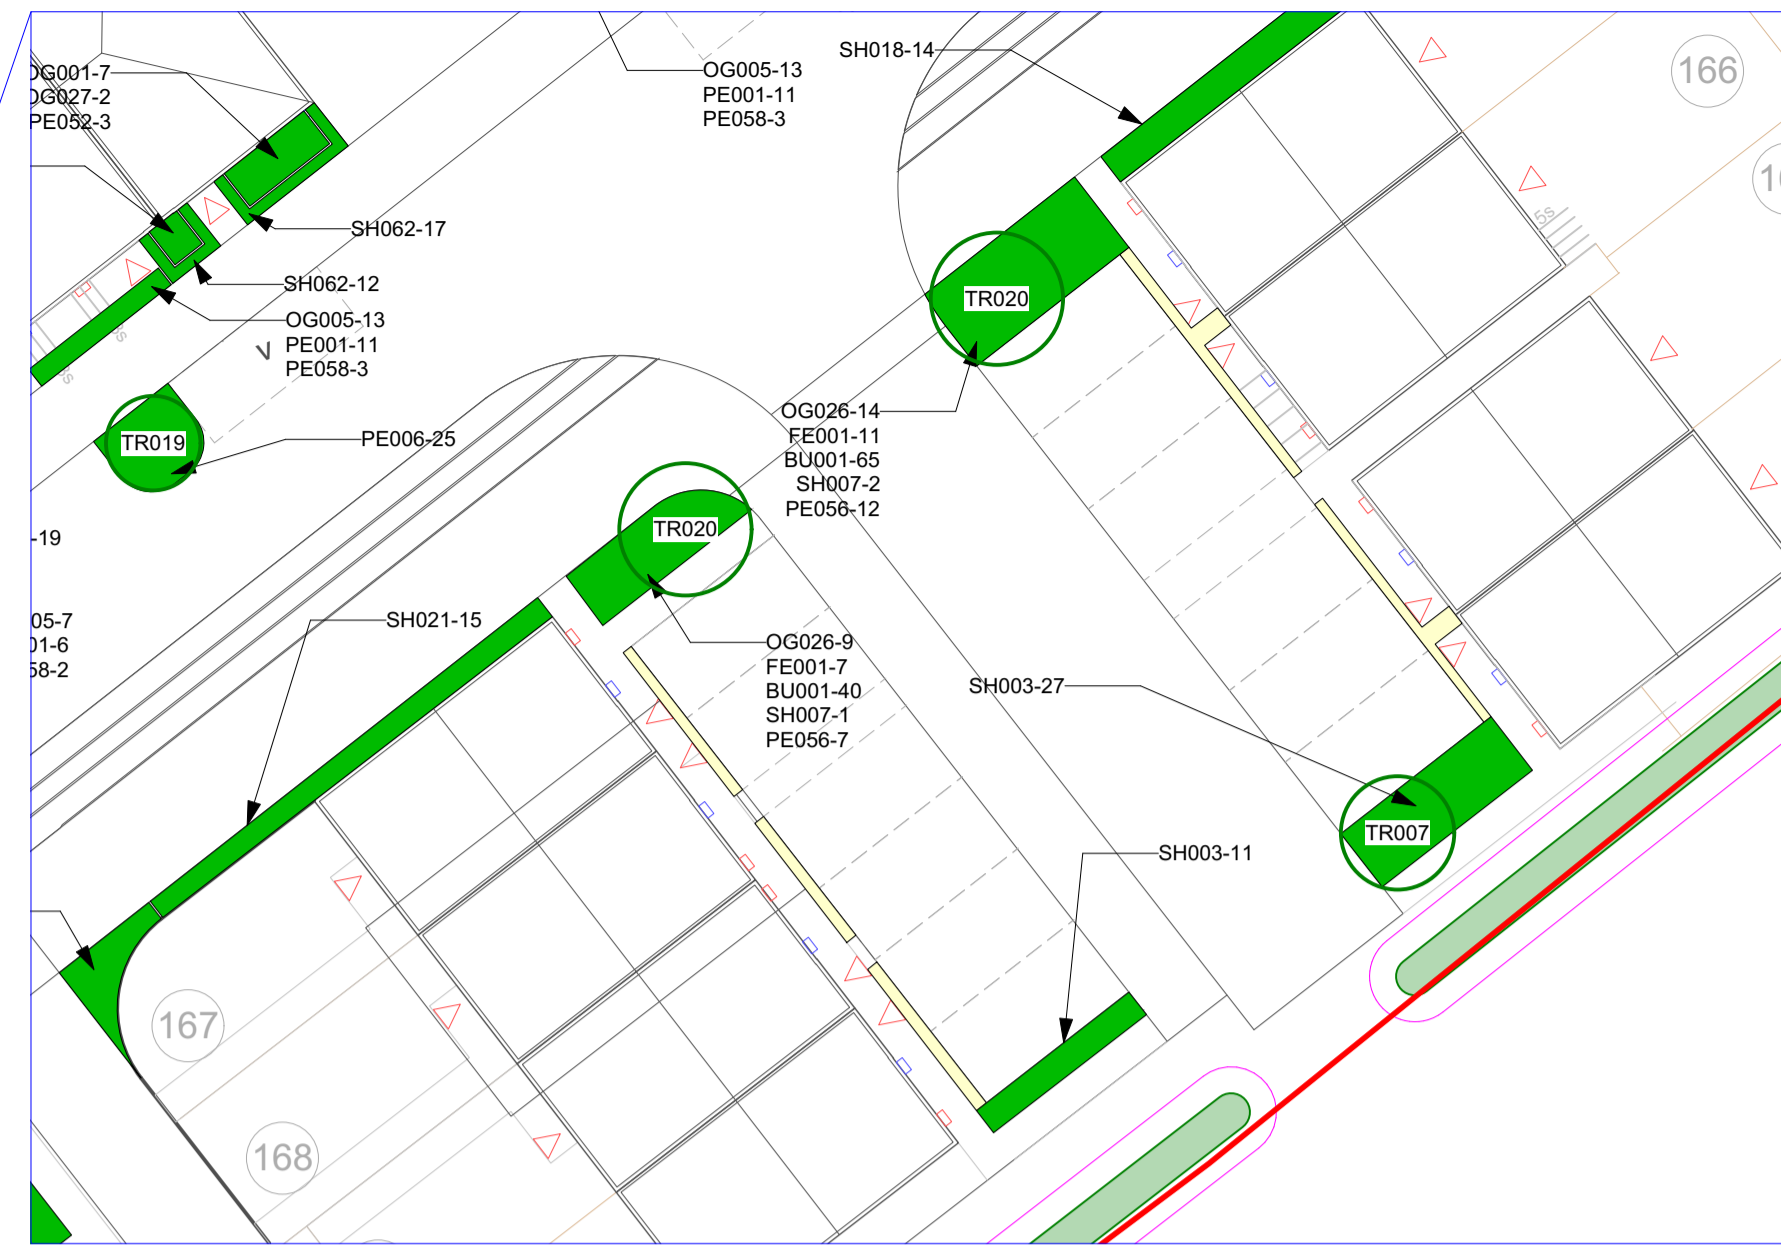 OG001-7
OG027-2
PE052-3
OG005-13
PE001-11
PE058-3
SH018-14
166
SH062-17
SH062-12
OG005-13
PE001-11
PE058-3
V
5s
TR020
TR019
PE006-25
OG026-14
FE001-11
BU001-65
SH007-2
PE056-12
TR020
-19
05-7
01-6
58-2
SH021-15
OG026-9
FE001-7
BU001-40
SH007-1
PE056-7
SH003-27
TR007
SH003-11
167
168